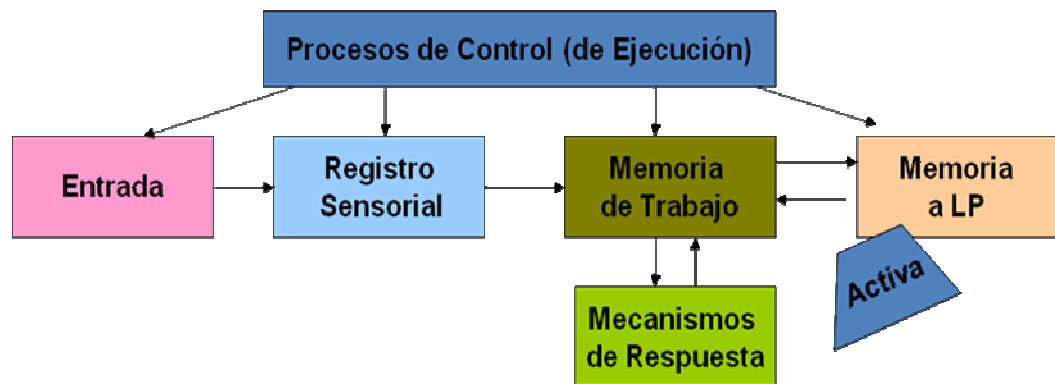 Procesos de Control (de Ejecución)
Entrada
Registro
Sensorial
Memoria
de Trabajo
Memoria
a LP
Activa
Mecanismos
de Respuesta